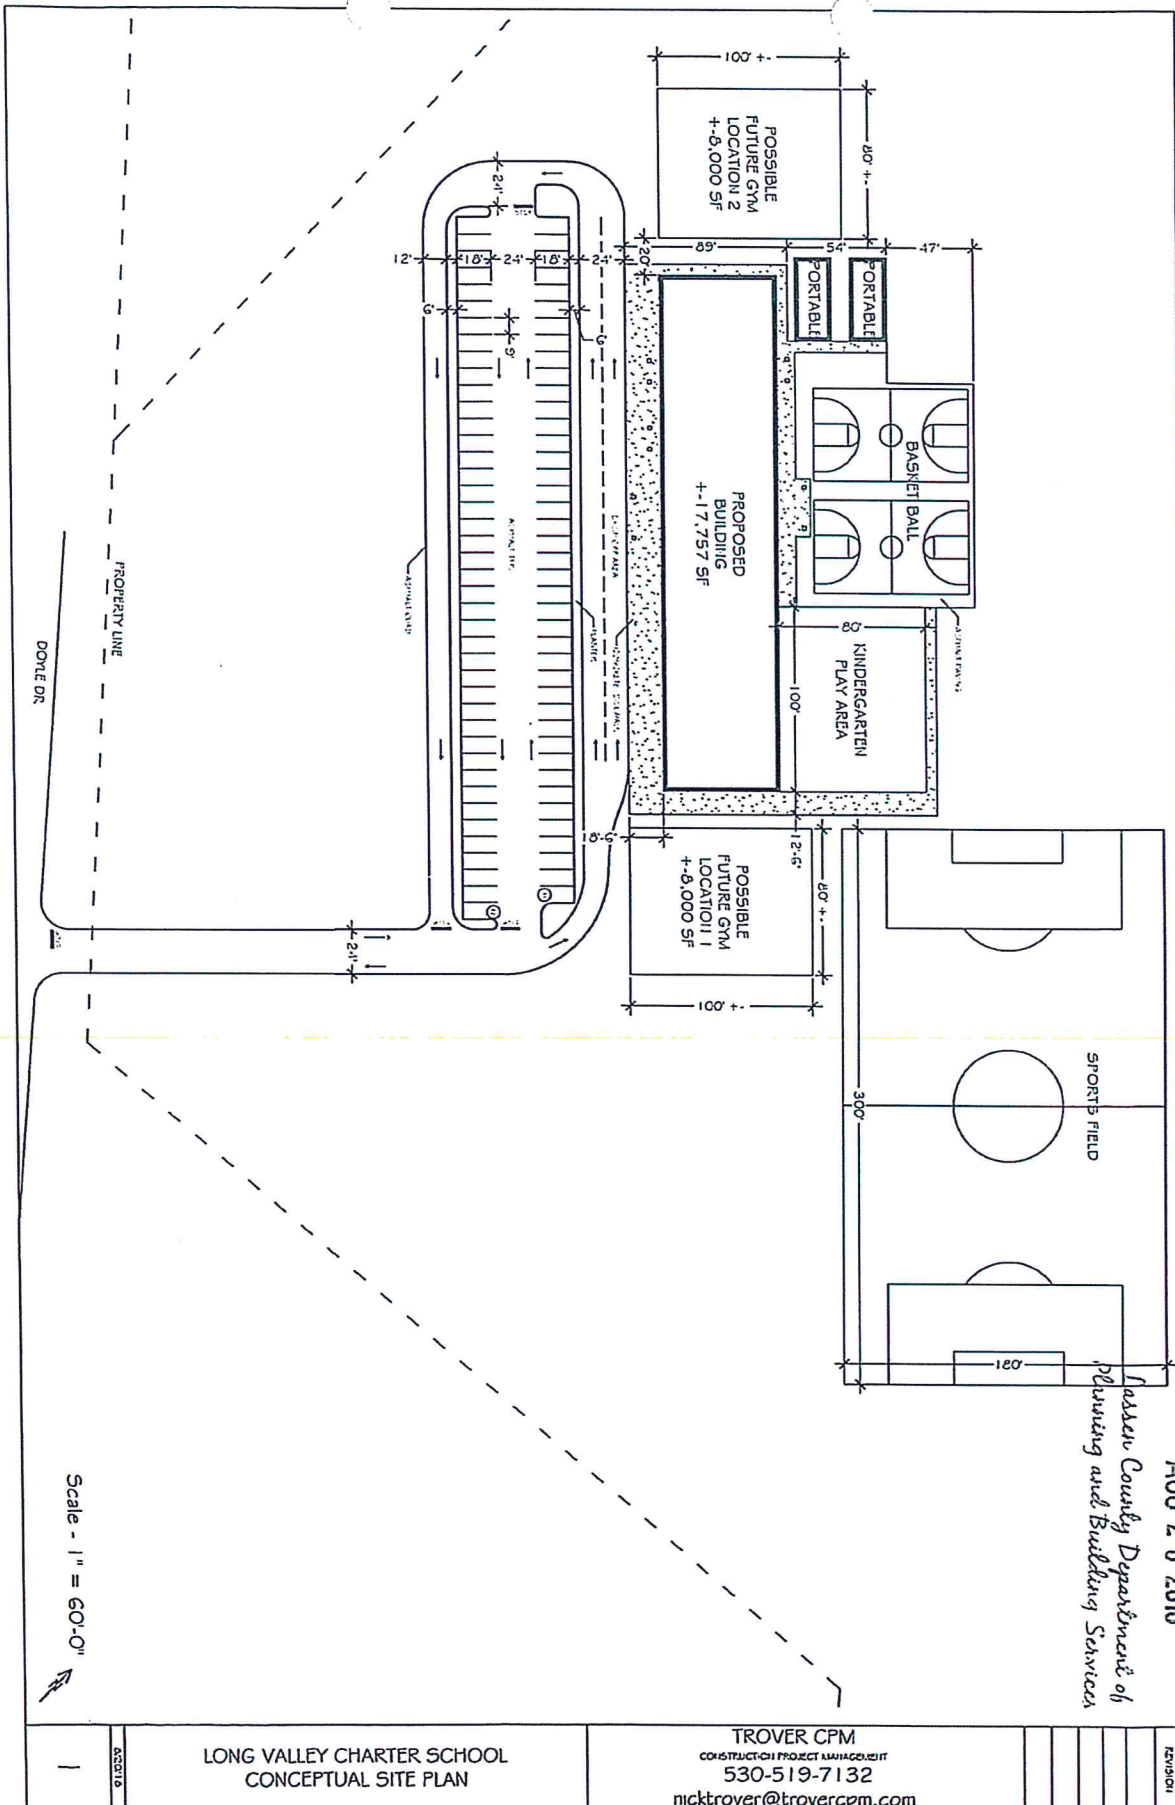 100' +-
80' +-
POSSIBLE
FUTURE GYM
LOCATION 2
+-8,000 SF
89'
54'
47'
20'
PORTABLE
PORTABLE
24'
12'
18'
24'
18'
24'
6'
6'
9'
BASKET BALL
PROPOSED
BUILDING
+-17,757 SF
80'
KINDERGARTEN
PLAY AREA
100'
PLANTER
PROPERTY LINE
DOYLE DR.
18'-6"
12'-6"
80' +-
POSSIBLE
FUTURE GYM
LOCATION 1
+-8,000 SF
100' +-
24'
STOP
SPORTS FIELD
300'
180'
Lassen County Department of
Planning and Building Services
Scale - 1" = 60'-0"
REVISION
TROVER CPM
CONSTRUCTION PROJECT MANAGEMENT
530-519-7132
nicktrover@trovercpm.com
LONG VALLEY CHARTER SCHOOL
CONCEPTUAL SITE PLAN
1